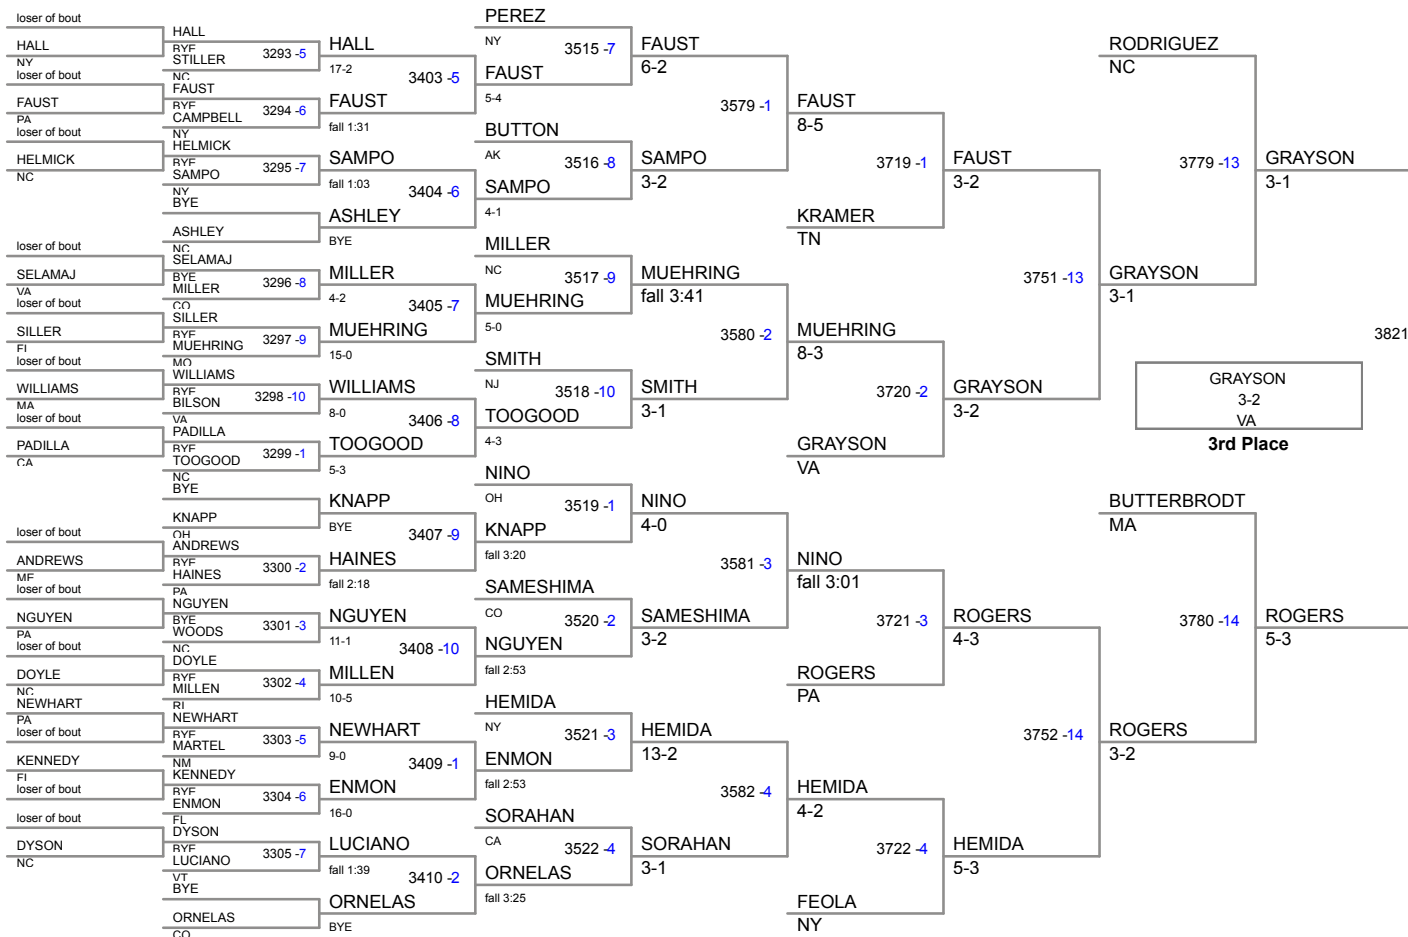 loser of bout
HALL
NY
loser of bout
FAUST
PA
loser of bout
HELMICK
NC
loser of bout
SELAMAJ
VA
loser of bout
SILLER
FL
loser of bout
WILLIAMS
MA
loser of bout
PADILLA
CA
loser of bout
ANDREWS
ME
loser of bout
NGUYEN
PA
loser of bout
DOYLE
NC
NEWHART
PA
loser of bout
KENNEDY
FL
loser of bout
loser of bout
DYSON
NC
HALL
BYE
STILLER 3293 -5
NC
FAUST
BYE
CAMPBELL 3294 -6
NY
HELMICK
BYE
SAMPO 3295 -7
NY
BYE
ASHLEY
NC
SELAMAJ
BYE
MILLER 3296 -8
CO
SILLER
BYE
MUEHRING 3297 -9
MO
WILLIAMS
BYE
BILSON 3298 -10
VA
PADILLA
BYE
TOOGOOD 3299 -1
NC
BYE
KNAPP
OH
ANDREWS
BYE
HAINES 3300 -2
PA
NGUYEN
BYE
WOODS 3301 -3
NC
DOYLE
BYE
MILLEN 3302 -4
RI
NEWHART
BYE
MARTEL 3303 -5
NM
KENNEDY
BYE
ENMON 3304 -6
FL
DYSON
BYE
LUCIANO 3305 -7
VT
BYE
ORNELAS
CO
HALL
17-2
3403 -5
FAUST
fall 1:31
SAMPO
fall 1:03
3404 -6
ASHLEY
BYE
MILLER
4-2
3405 -7
MUEHRING
15-0
WILLIAMS
8-0
3406 -8
TOOGOOD
5-3
KNAPP
BYE
3407 -9
HAINES
fall 2:18
NGUYEN
11-1
3408 -10
MILLEN
10-5
NEWHART
9-0
3409 -1
ENMON
16-0
LUCIANO
fall 1:39
3410 -2
ORNELAS
BYE
PEREZ
NY
3515 -7
FAUST
5-4
BUTTON
AK
3516 -8
SAMPO
4-1
MILLER
NC
3517 -9
MUEHRING
5-0
SMITH
NJ
3518 -10
TOOGOOD
4-3
NINO
OH
3519 -1
KNAPP
fall 3:20
SAMESHIMA
CO
3520 -2
NGUYEN
fall 2:53
HEMIDA
NY
3521 -3
ENMON
fall 2:53
SORAHAN
CA
3522 -4
ORNELAS
fall 3:25
FAUST
6-2
3579 -1
SAMPO
3-2
MUEHRING
fall 3:41
3580 -2
SMITH
3-1
NINO
4-0
3581 -3
SAMESHIMA
3-2
HEMIDA
13-2
3582 -4
SORAHAN
3-1
FAUST
8-5
3719 -1
KRAMER
TN
MUEHRING
8-3
3720 -2
GRAYSON
VA
NINO
fall 3:01
3721 -3
ROGERS
PA
HEMIDA
4-2
3722 -4
FEOLA
NY
FAUST
3-2
3751 -13
GRAYSON
3-2
ROGERS
4-3
3752 -14
HEMIDA
5-3
RODRIGUEZ
NC
3779 -13
GRAYSON
3-1
BUTTERBRODT
MA
3780 -14
ROGERS
3-2
GRAYSON
3-1
3821
GRAYSON
3-2
VA
3rd Place
ROGERS
5-3